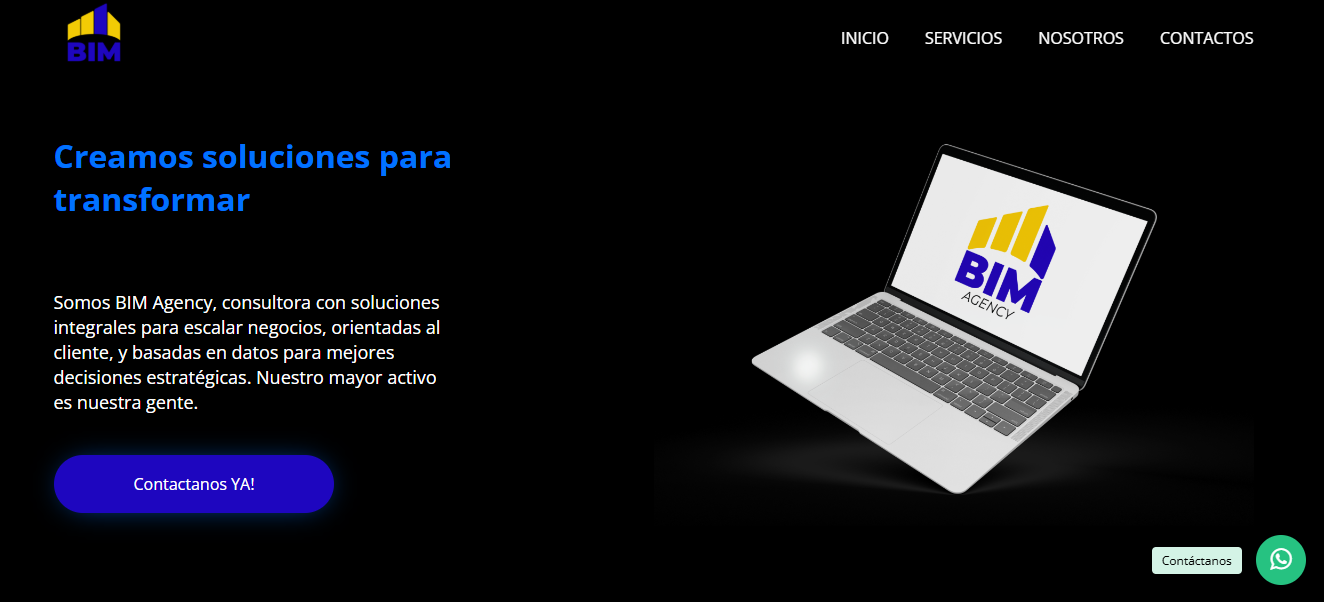 BIM
INICIO SERVICIOS NOSOTROS CONTACTOS
Creamos soluciones para
transformar
Somos BIM Agency, consultora con soluciones
integrales para escalar negocios, orientadas al
cliente, y basadas en datos para mejores
decisiones estratégicas. Nuestro mayor activo
es nuestra gente.
Contactanos YA!
BIM
AGENCY
Contáctanos